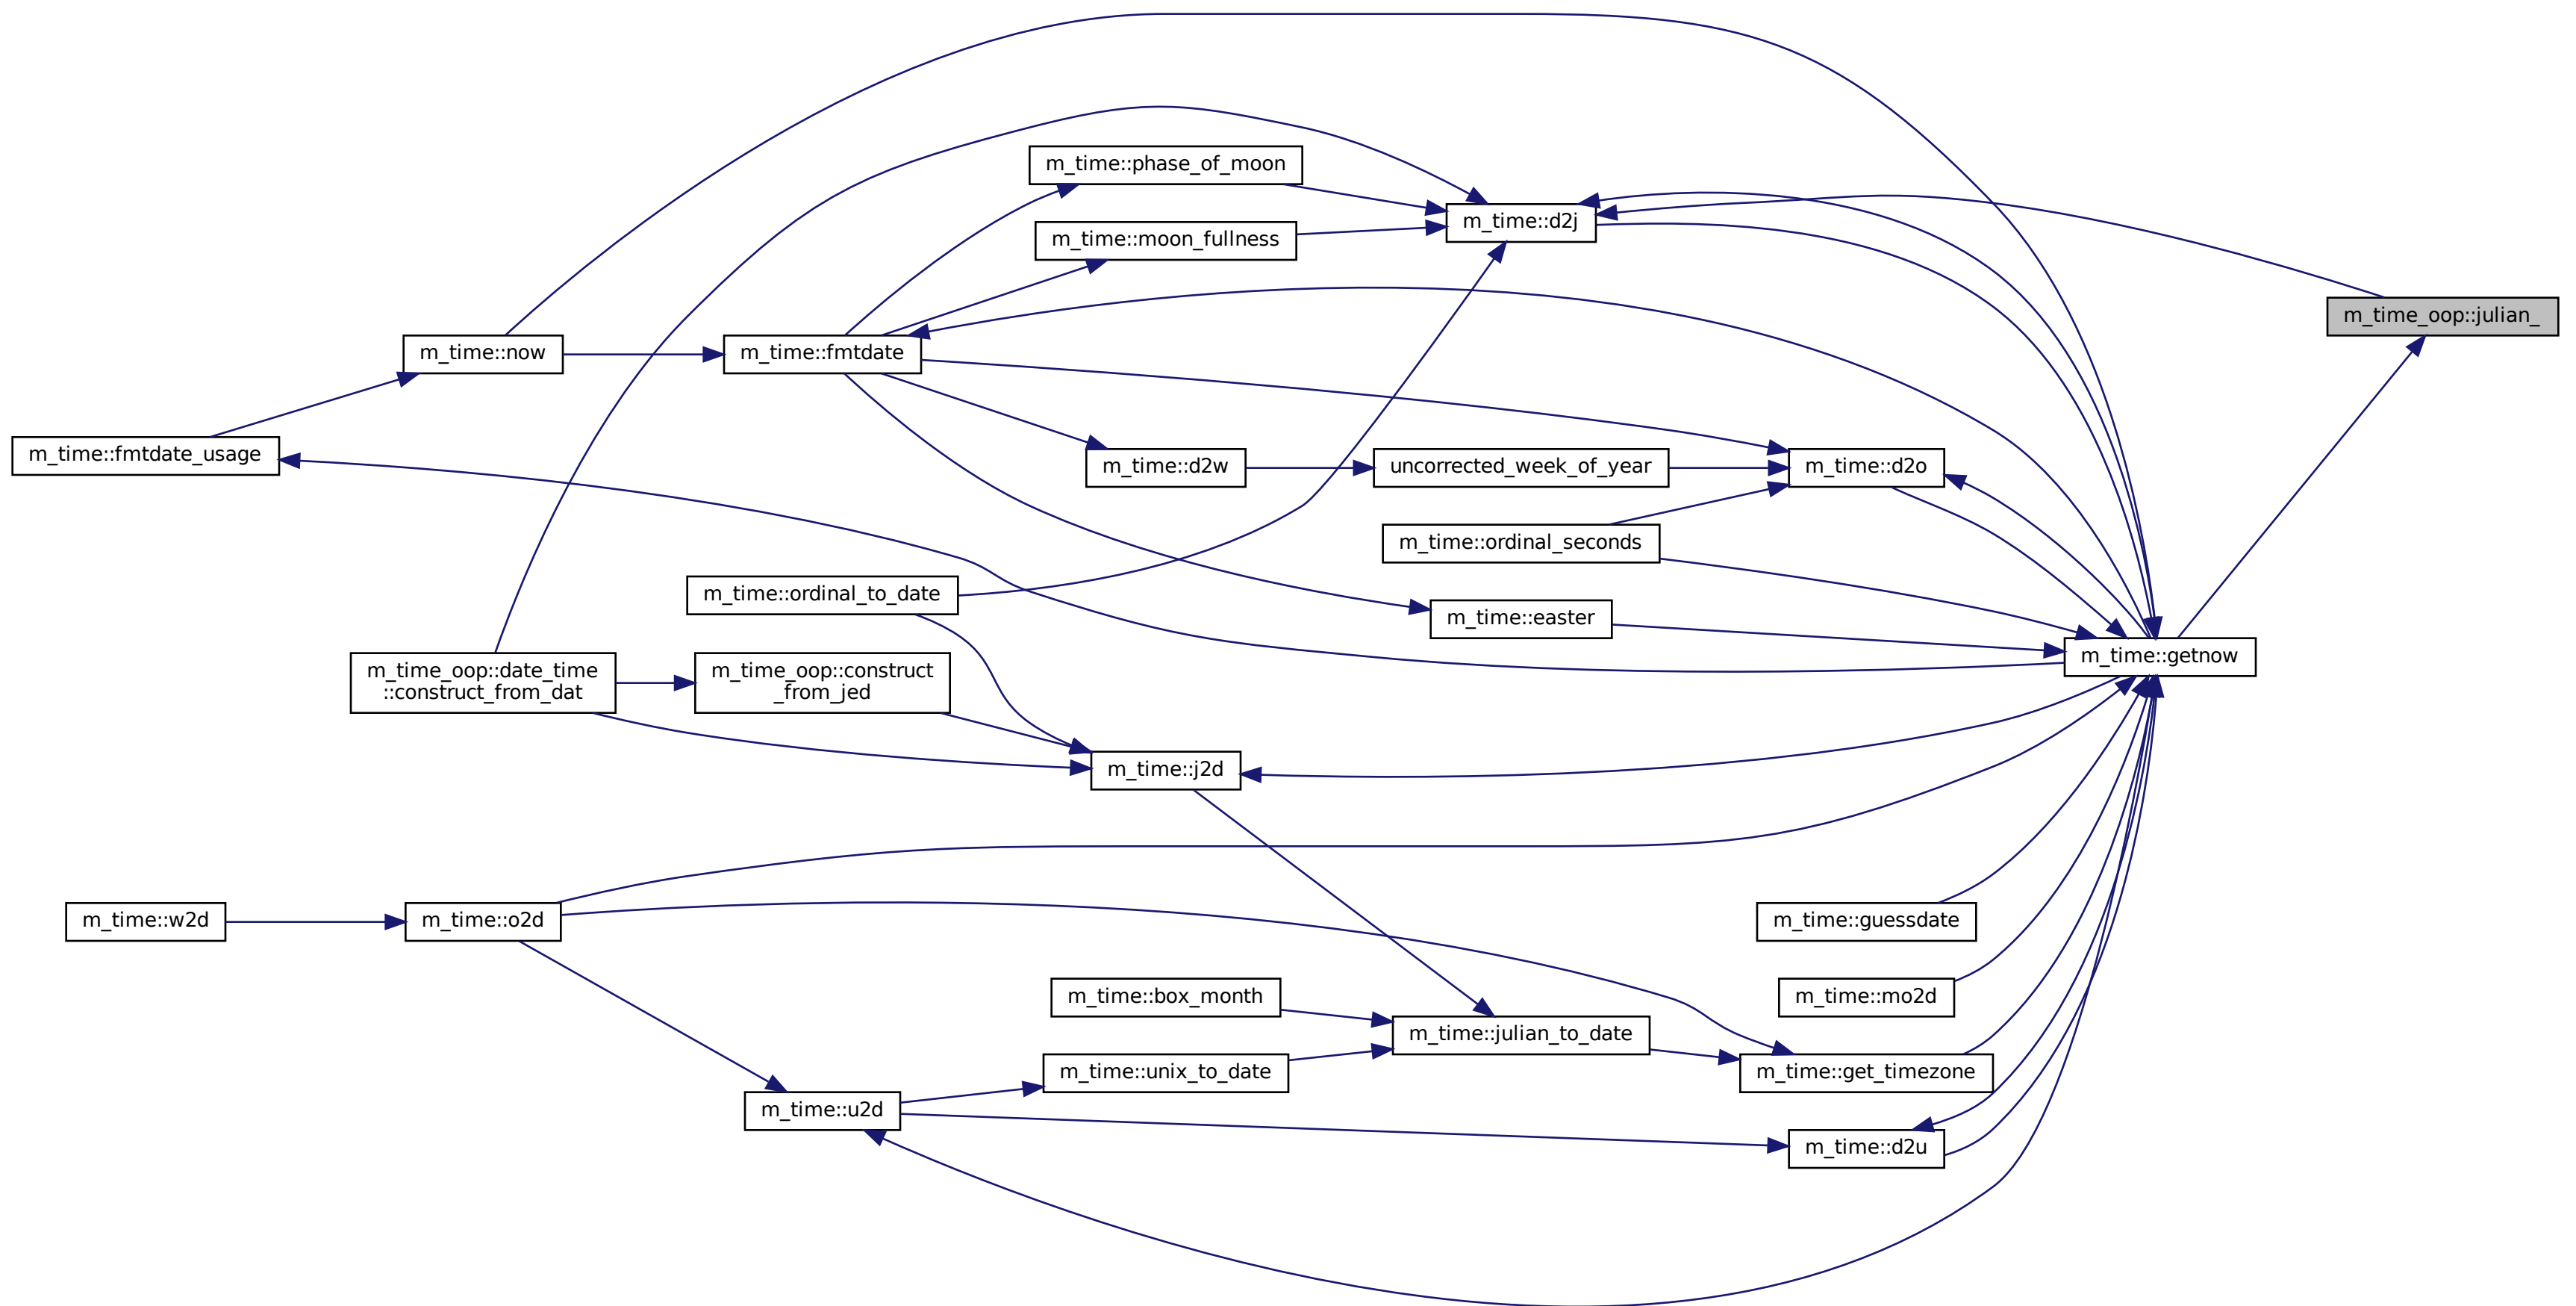 m_time::phase_of_moon
m_time::d2j
m_time::moon_fullness
m_time_oop::julian_
m_time::now
m_time::fmtdate
m_time::fmtdate_usage
m_time::d2w
uncorrected_week_of_year
m_time::d2o
m_time::ordinal_seconds
m_time::ordinal_to_date
m_time::easter
m_time::getnow
m_time_oop::date_time
::construct_from_dat
m_time_oop::construct
_from_jed
m_time::j2d
m_time::w2d
m_time::o2d
m_time::guessdate
m_time::box_month
m_time::mo2d
m_time::julian_to_date
m_time::unix_to_date
m_time::get_timezone
m_time::u2d
m_time::d2u